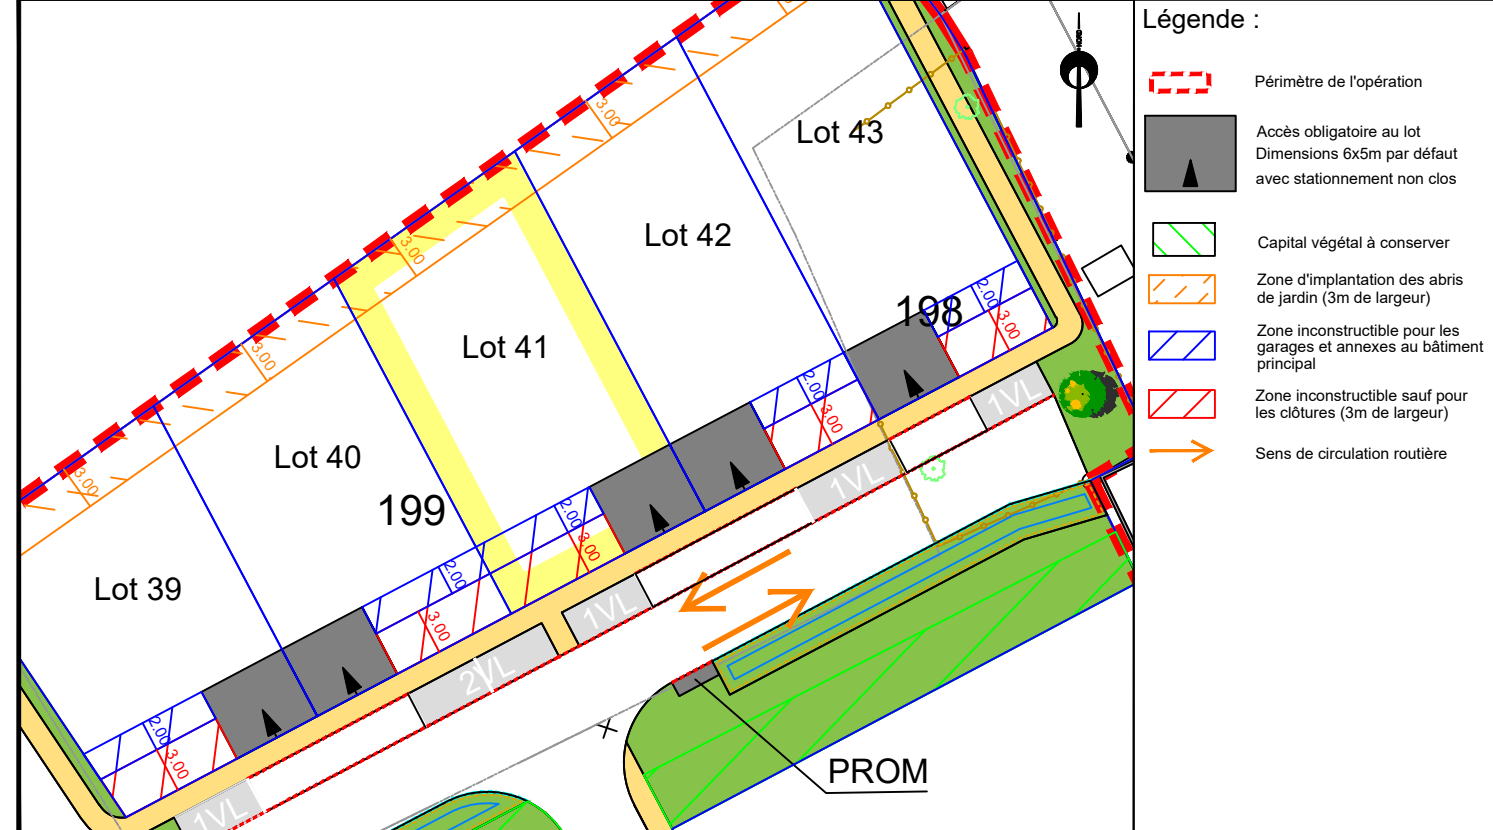 Légende :
NORD
Périmètre de l'opération
Accès obligatoire au lot
Dimensions 6x5m par défaut
avec stationnement non clos
Capital végétal à conserver
Zone d'implantation des abris
de jardin (3m de largeur)
Zone inconstructible pour les
garages et annexes au bâtiment
principal
Zone inconstructible sauf pour
les clôtures (3m de largeur)
Sens de circulation routière
3.00
3.00
Lot 43
Lot 42
3.00
2.00
198
3.00
Lot 41
3.00
2.00
3.00
1VL
Lot 40
3.00
1VL
199
2.00
3.00
2.00
Lot 39
1VL
3.00
2VL
2.00
3.00
PROM
1VL